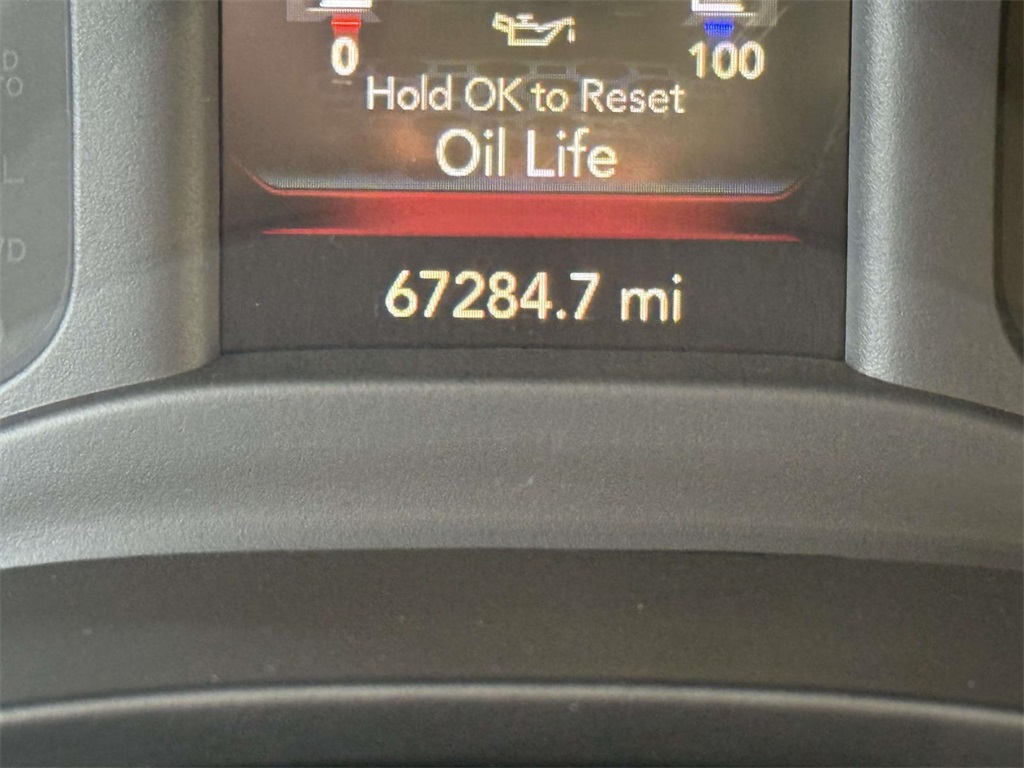 0
100
Hold OK to Reset
Oil Life
67284.7 mi